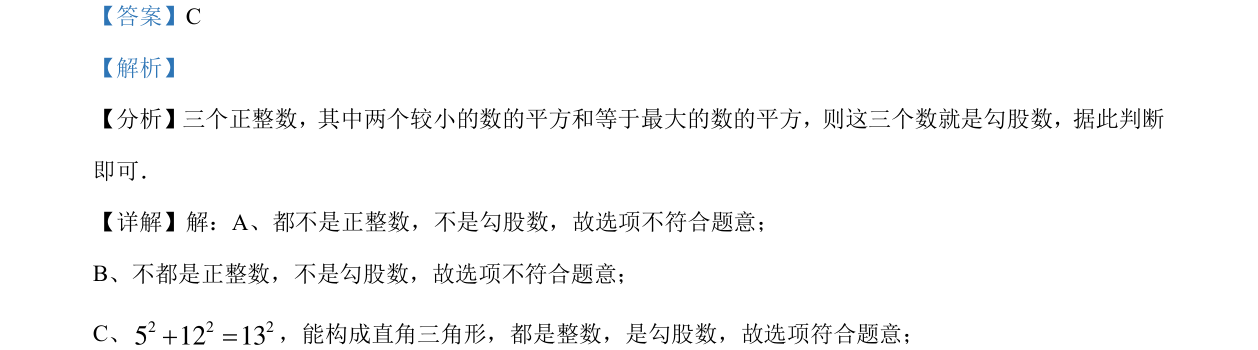 【答案】C
【解析】
【分析】三个正整数，其中两个较小的数的平方和等于最大的数的平方，则这三个数就是勾股数，据此判断
即可．
【详解】解：A、都不是正整数，不是勾股数，故选项不符合题意；
B、不都是正整数，不是勾股数，故选项不符合题意；
C、5²+12²=13²，能构成直角三角形，都是整数，是勾股数，故选项符合题意；